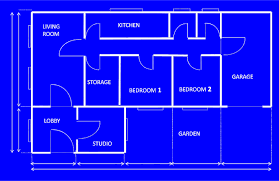 LIVING
ROOM
KITCHEN
STORAGE
BEDROOM 1
BEDROOM 2
GARAGE
LOBBY
STUDIO
GARDEN